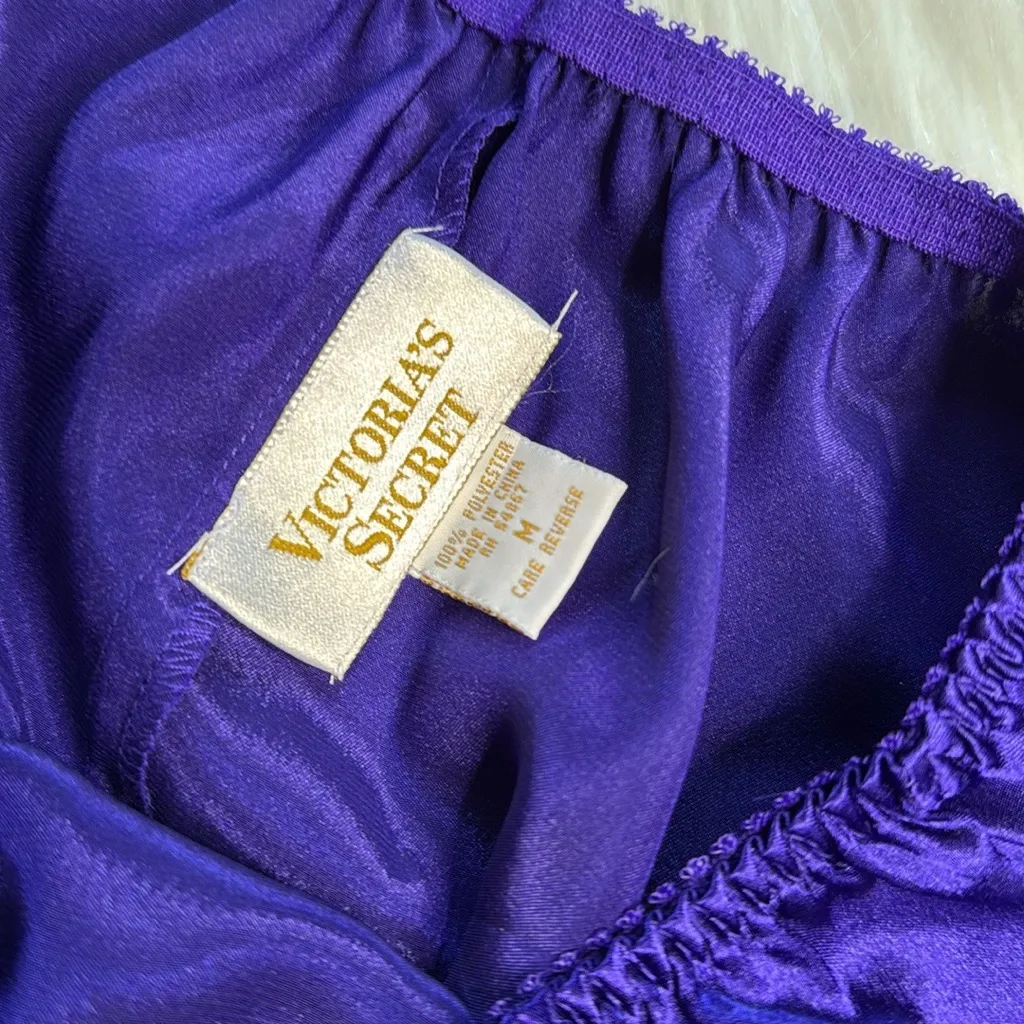 VICTORIA'S
SECRET
100% POLYESTER
MADE IN CHINA
RN 54867
M
CARE REVERSE